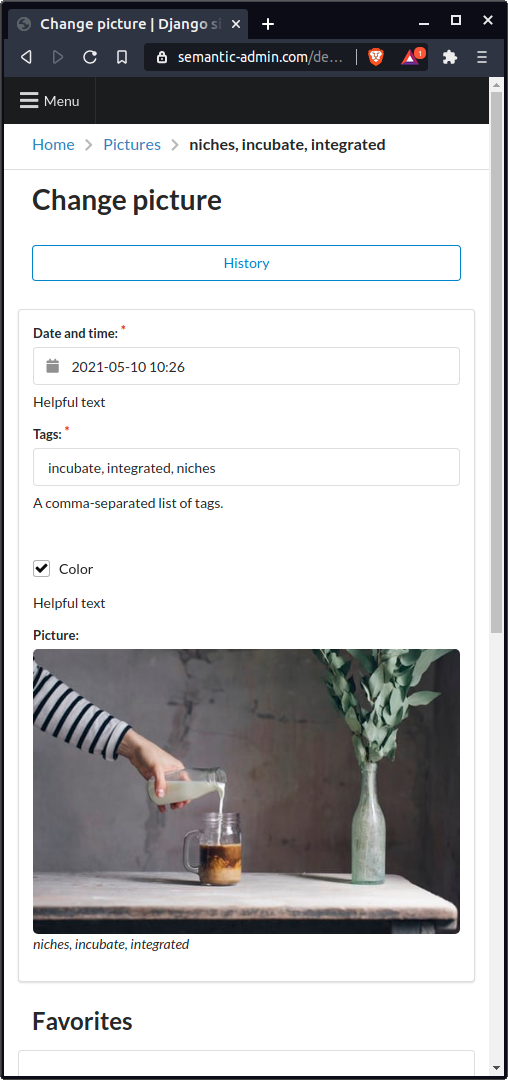 Change picture | Django si
semantic-admin.com/de...
1
Menu
Home
Pictures
niches, incubate, integrated
Change picture
History
Date and time: *
2021-05-10 10:26
Helpful text
Tags: *
incubate, integrated, niches
A comma-separated list of tags.
Color
Helpful text
Picture:
niches, incubate, integrated
Favorites